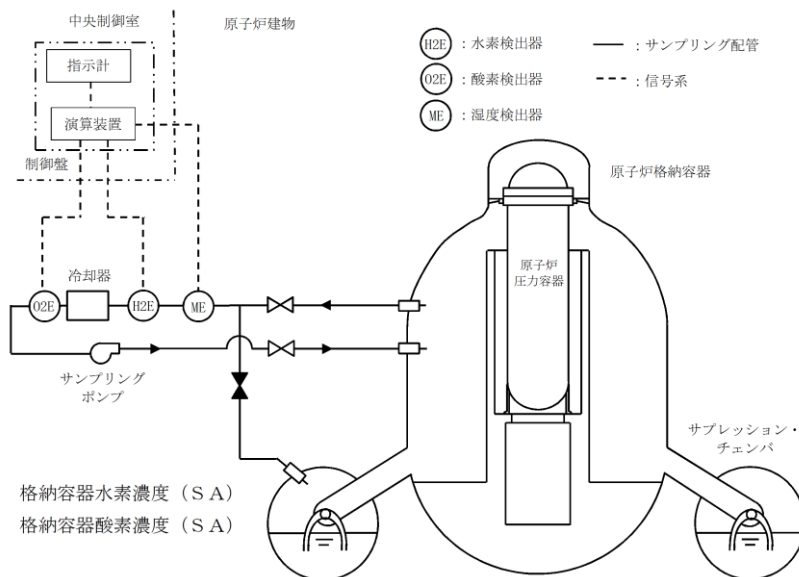 中央制御室
原子炉建物
指示計
演算装置
制御盤
H2E : 水素検出器
O2E : 酸素検出器
ME : 湿度検出器
: サンプリング配管
: 信号系
原子炉格納容器
原子炉
圧力容器
冷却器
O2E
H2E
ME
サンプリング
ポンプ
サプレッション・
チェンバ
格納容器水素濃度（ＳＡ）
格納容器酸素濃度（ＳＡ）